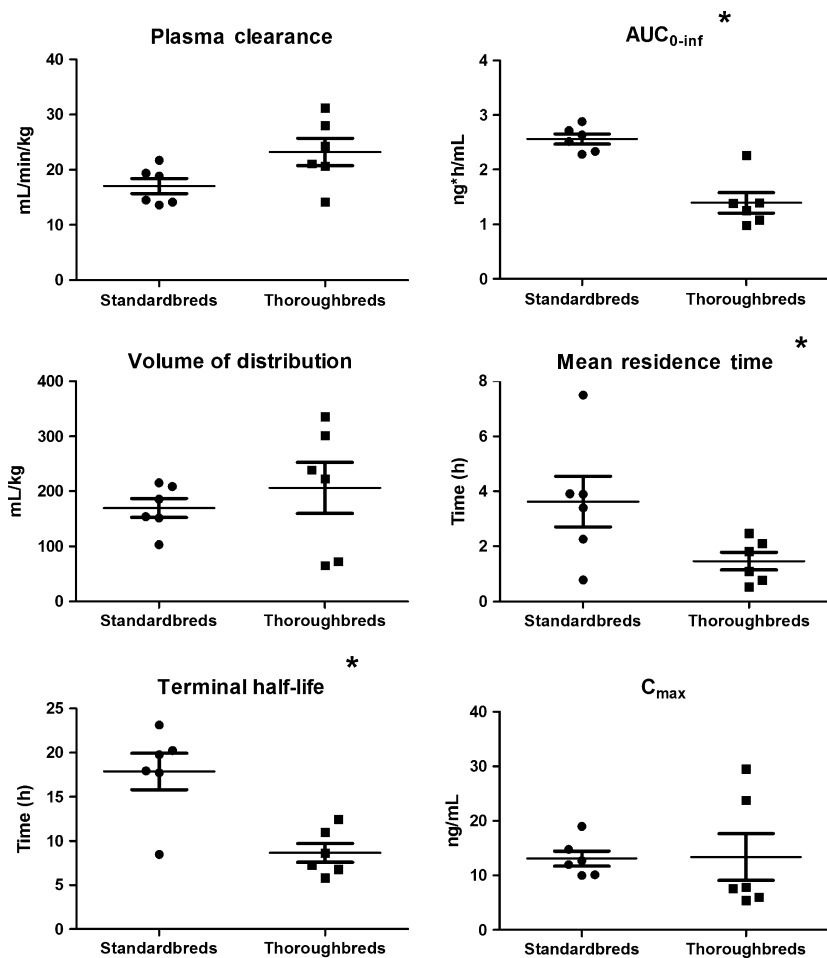 Plasma clearance
mL/min/kg
40
30
20
10
0
Standardbreds Thoroughbreds
AUC0-inf *
ng*h/mL
4
3
2
1
0
Standardbreds Thoroughbreds
Volume of distribution
mL/kg
400
300
200
100
0
Standardbreds Thoroughbreds
Mean residence time *
Time (h)
8
6
4
2
0
Standardbreds Thoroughbreds
Terminal half-life *
Time (h)
25
20
15
10
5
0
Standardbreds Thoroughbreds
Cmax
ng/mL
40
30
20
10
0
Standardbreds Thoroughbreds